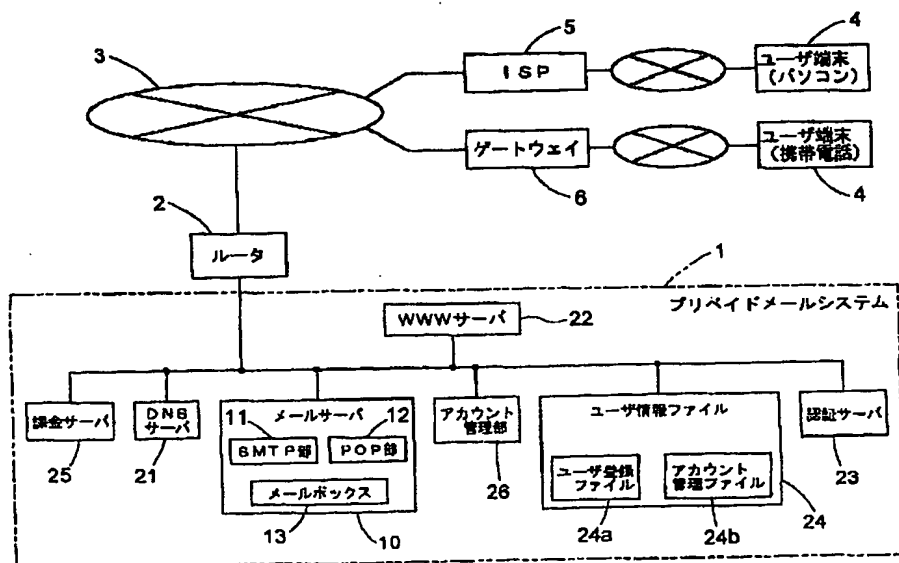 4
5
3
ISP
ユーザ端末
(パソコン)
ゲートウェイ
ユーザ端末
(携帯電話)
6
4
2
ルータ
1
プリペイドメールシステム
WWWサーバ
22
課金サーバ
25
DNS
サーバ
21
メールサーバ
11
12
SMTP部
POP部
メールボックス
13
10
アカウント
管理部
26
ユーザ情報ファイル
ユーザ登録
ファイル
アカウント
管理ファイル
24a
24b
24
認証サーバ
23